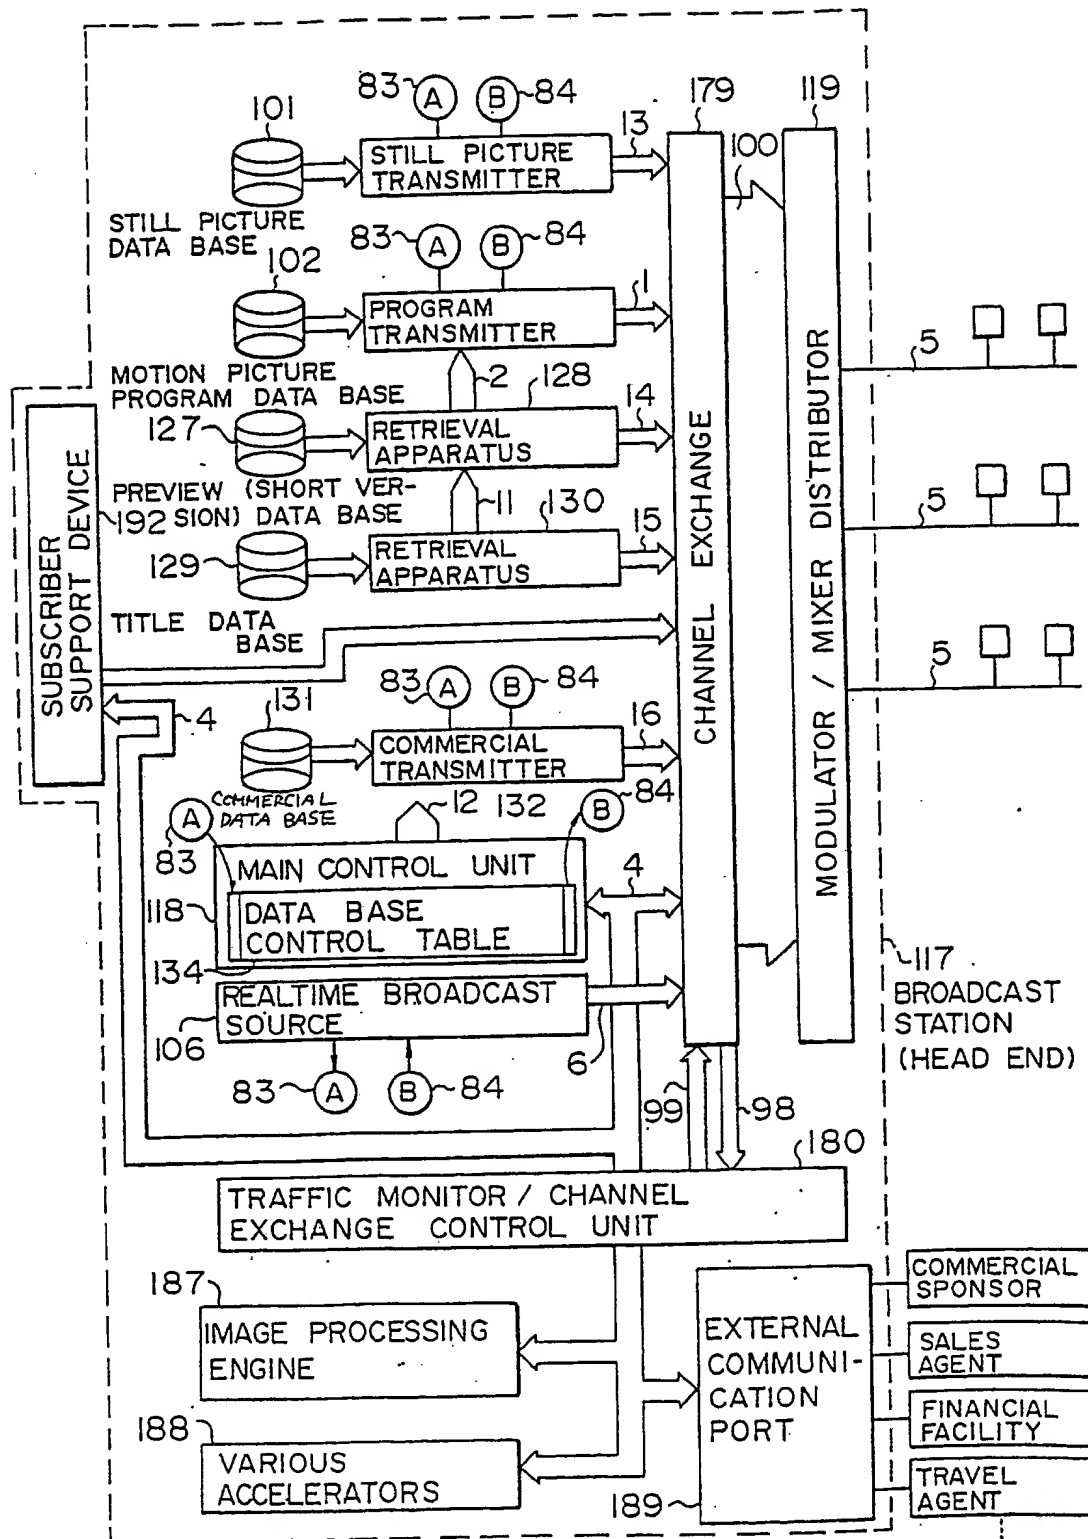 83
A
B
84
179
119
101
13
100
STILL PICTURE
TRANSMITTER
STILL PICTURE
DATA BASE
83
A
B
84
102
1
PROGRAM
TRANSMITTER
MOTION PICTURE
PROGRAM DATA BASE
2
128
14
127
RETRIEVAL
APPARATUS
PREVIEW (SHORT VER-
SION) DATA BASE
192
11
130
15
129
RETRIEVAL
APPARATUS
TITLE DATA
BASE
SUBSCRIBER
SUPPORT DEVICE
CHANNEL EXCHANGE
MODULATOR / MIXER DISTRIBUTOR
5
5
5
4
83
A
B
84
131
16
COMMERCIAL
TRANSMITTER
COMMERCIAL
DATA BASE
12
132
84
A
B
83
MAIN CONTROL UNIT
118
DATA BASE
CONTROL TABLE
134
4
REALTIME BROADCAST
SOURCE
106
6
83
A
B
84
117
BROADCAST
STATION
(HEAD END)
99
98
180
TRAFFIC MONITOR / CHANNEL
EXCHANGE CONTROL UNIT
187
IMAGE PROCESSING
ENGINE
188
VARIOUS
ACCELERATORS
EXTERNAL
COMMUNI-
CATION
PORT
189
COMMERCIAL
SPONSOR
SALES
AGENT
FINANCIAL
FACILITY
TRAVEL
AGENT